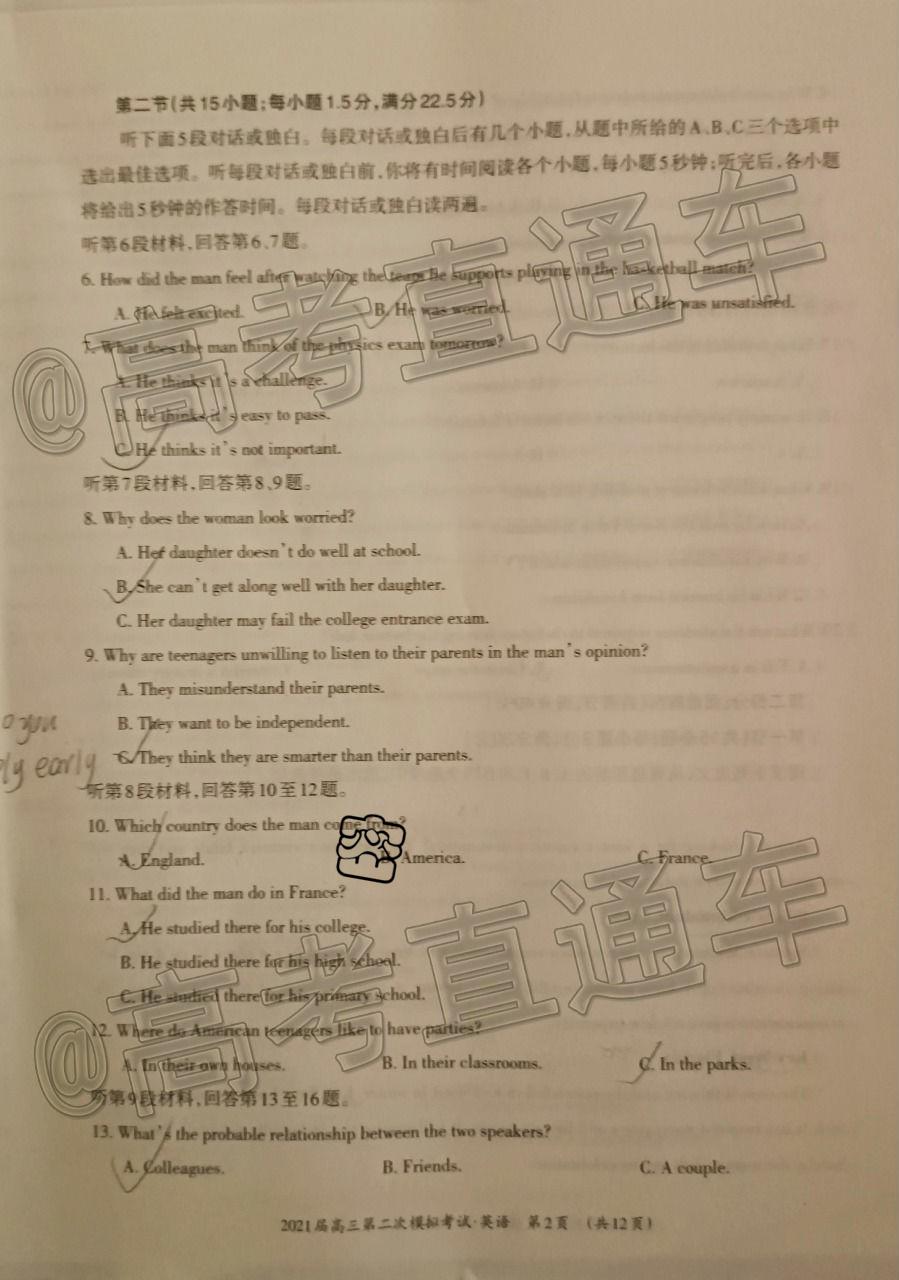 第二节(共15小题;每小题1.5分,满分22.5分)
听下面5段对话或独白。每段对话或独白后有几个小题,从题中所给的A、B、C三个选项中
选出最佳选项。听每段对话或独白前,你将有时间阅读各个小题,每小题5秒钟;听完后,各小题
将给出5秒钟的作答时间。每段对话或独白读两遍。
听第6段材料,回答第6、7题。
6. How did the man feel after watching the team he supports playing in the basketball match?
A. He felt excited. B. He was worried. C. He was unsatisfied.
7. What does the man think of the physics exam tomorrow?
A. He thinks it's a challenge.
B. He thinks it's easy to pass.
C. He thinks it's not important.
听第7段材料,回答第8、9题。
8. Why does the woman look worried?
A. Her daughter doesn't do well at school.
B. She can't get along well with her daughter.
C. Her daughter may fail the college entrance exam.
9. Why are teenagers unwilling to listen to their parents in the man's opinion?
A. They misunderstand their parents.
B. They want to be independent.
C. They think they are smarter than their parents.
early
听第8段材料,回答第10至12题。
10. Which country does the man come from?
A. England. B. America. C. France.
11. What did the man do in France?
A. He studied there for his college.
B. He studied there for his high school.
C. He studied there for his primary school.
12. Where do American teenagers like to have parties?
A. In their own houses. B. In their classrooms. C. In the parks.
听第9段材料,回答第13至16题。
13. What's the probable relationship between the two speakers?
A. Colleagues. B. Friends. C. A couple.
2021届高三第二次模拟考试·英语 第2页 (共12页)
@高考直通车
@高考直通车